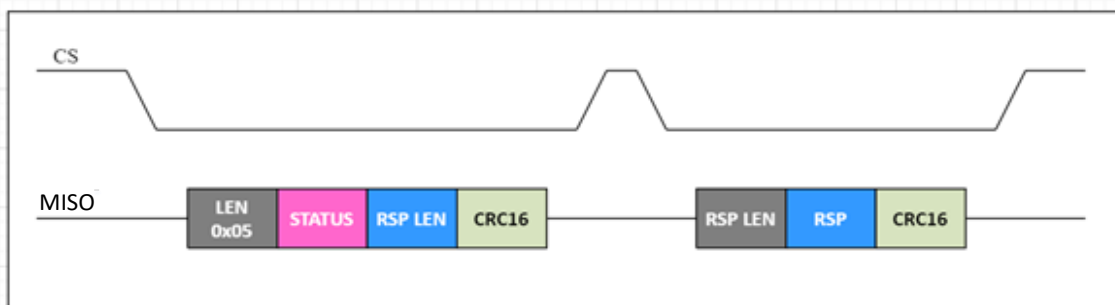 CS
MISO
LEN
0x05
STATUS
RSP LEN
CRC16
RSP LEN
RSP
CRC16